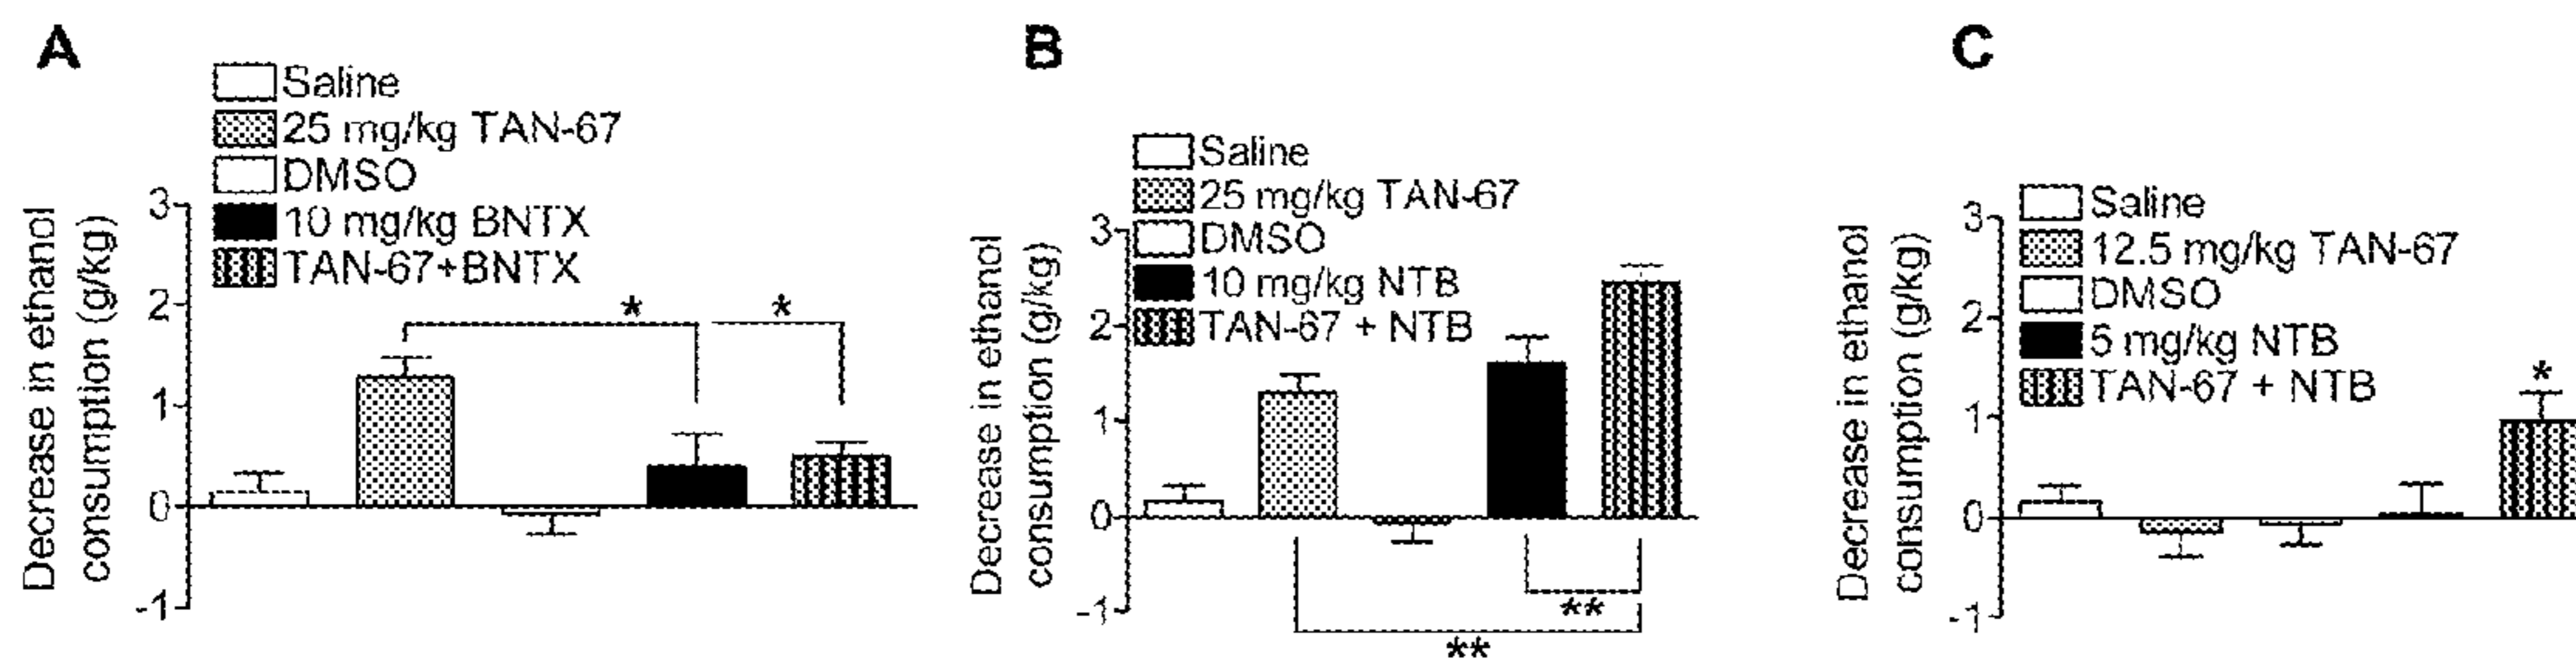 A
Saline
25 mg/kg TAN-67
DMSO
10 mg/kg BNTX
TAN-67+BNTX
Decrease in ethanol
consumption (g/kg)
3
2
1
0
-1
*
*
B
Saline
25 mg/kg TAN-67
DMSO
10 mg/kg NTB
TAN-67 + NTB
Decrease in ethanol
consumption (g/kg)
3
2
1
0
-1
**
**
C
Saline
12.5 mg/kg TAN-67
DMSO
5 mg/kg NTB
TAN-67 + NTB
Decrease in ethanol
consumption (g/kg)
3
2
1
0
-1
*